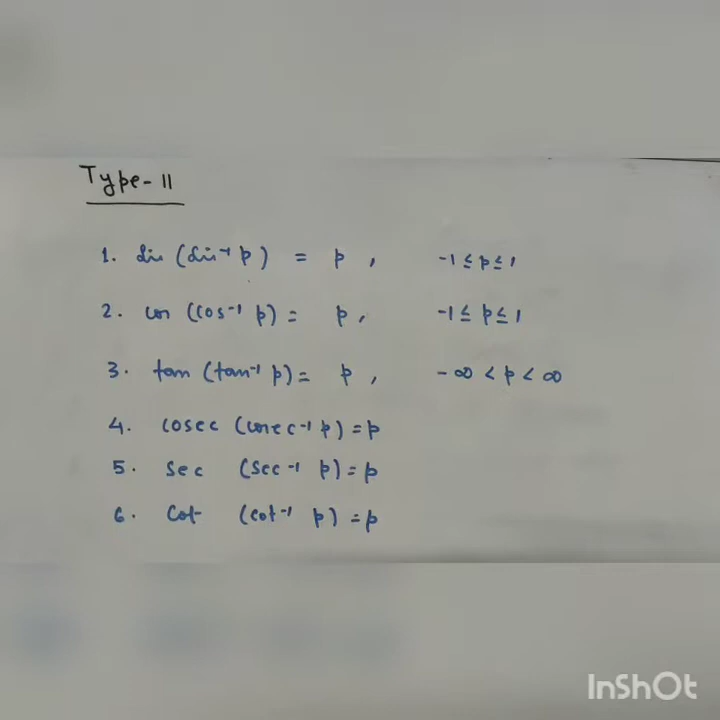 Type-II
1. sin (sin⁻¹ p) = p , -1 ≤ p ≤ 1
2. cos (cos⁻¹ p) = p, -1 ≤ p ≤ 1
3. tan (tan⁻¹ p) = p , - ∞ < p < ∞
4. cosec (cosec⁻¹ p) = p
5. sec (sec⁻¹ p) = p
6. cot (cot⁻¹ p) = p
InShOt